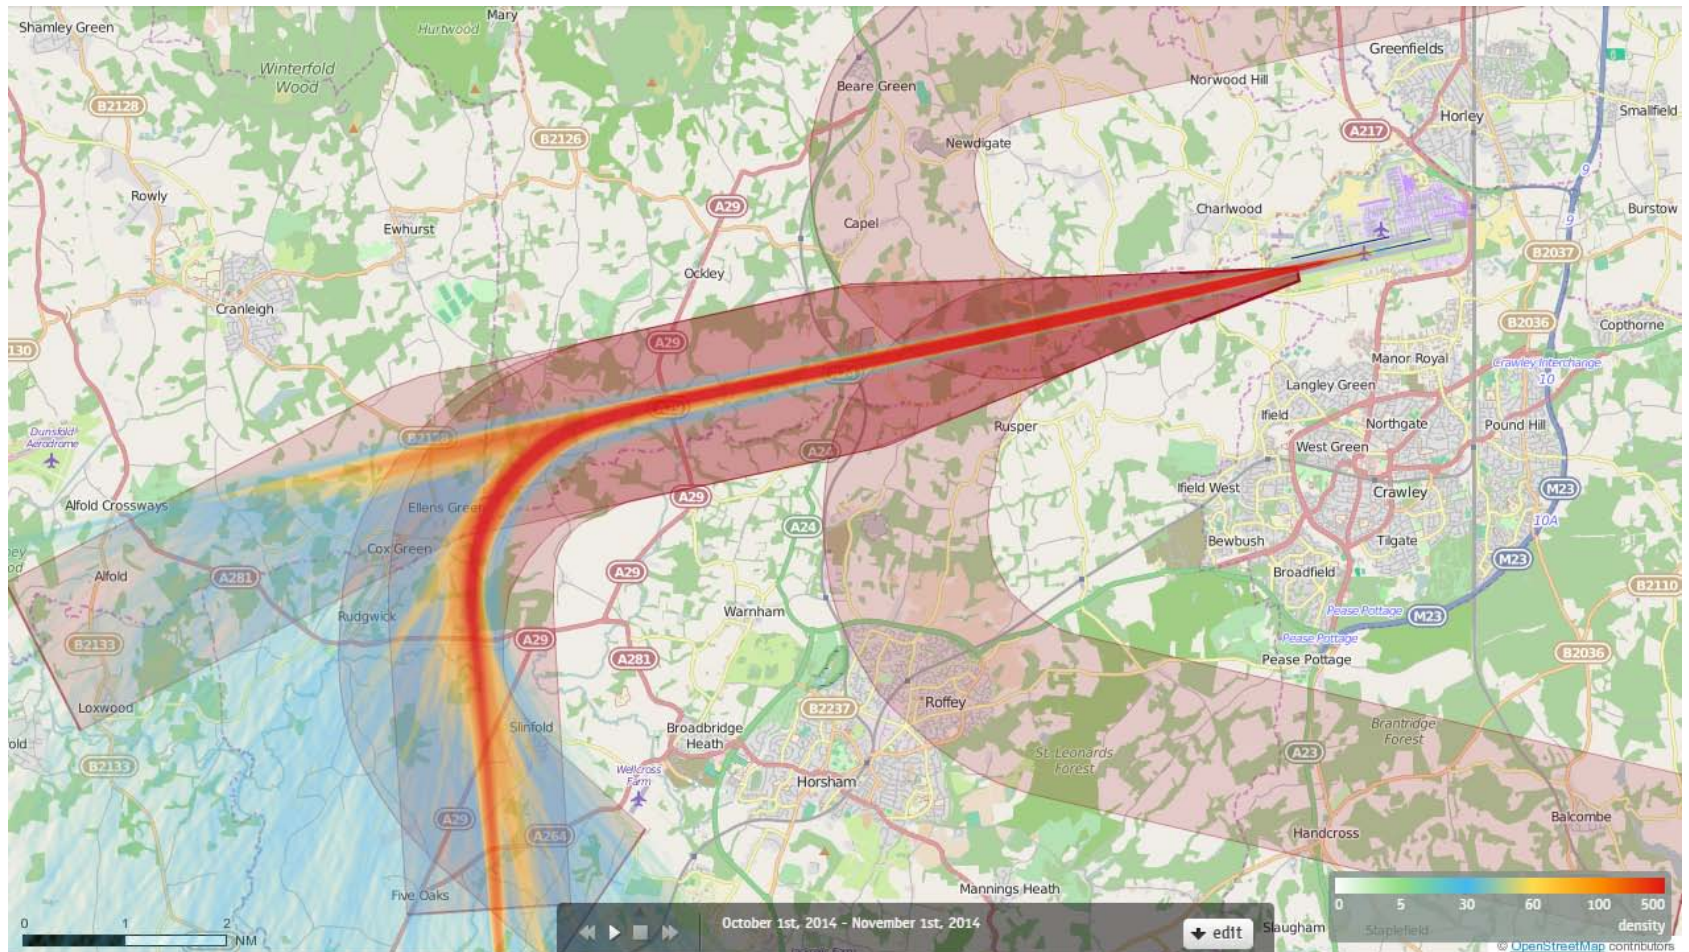 Shamley Green
Mary
Hurtwood
Winterfold
Wood
B2128
B2126
Beare Green
Norwood Hill
Greenfields
Smallfield
Horley
A217
Newdigate
9
Rowly
A29
Charlwood
Burstow
9
Ewhurst
Capel
B2037
Ockley
Cranleigh
B2036
Copthorne
130
A29
Manor Royal
Crawley Interchange
10
Langley Green
Ifield
Northgate
Pound Hill
Rusper
West Green
Dunsfold
Aerodrome
B2128
A24
Ifield West
Crawley
M23
Alfold Crossways
Ellens Green
A29
A24
10A
Bewbush
Tilgate
Cox Green
M23
Alfold
A281
A29
Broadfield
B2110
Rudgwick
Warnham
Pease Pottage
M23
Pease Pottage
B2133
A29
A281
Pease Pottage
B2036
Loxwood
Roffey
B2237
Slinfold
Broadbridge
Heath
Brantridge
Forest
old
St Leonards
Forest
A23
B2133
Wellcross
Farm
Horsham
A29
A264
Handcross
Balcombe
Five Oaks
Mannings Heath
0 1 2
NM
October 1st, 2014 - November 1st, 2014
edit
Slaugham
Staplefield
0 5 30 60 100 500
density
© OpenStreetMap contributors